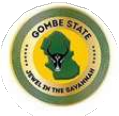 GOMBE STATE
JEWEL IN THE SAVANNAH